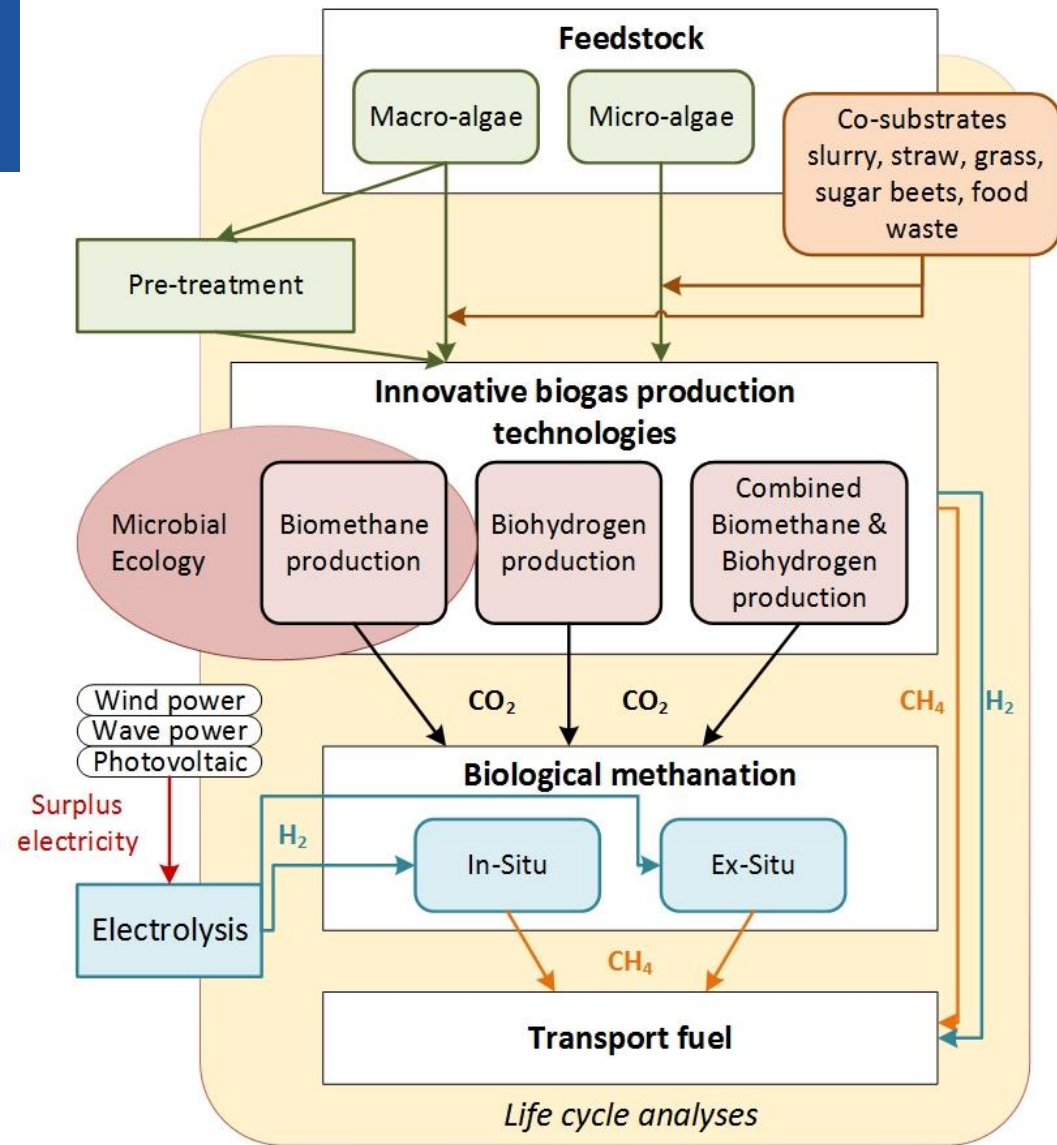 Feedstock
Macro-algae
Micro-algae
Co-substrates
slurry, straw, grass,
sugar beets, food
waste
Pre-treatment
Innovative biogas production
technologies
Microbial
Ecology
Biomethane
production
Biohydrogen
production
Combined
Biomethane &
Biohydrogen
production
CO₂
CO₂
CH₄
H₂
Wind power
Wave power
Photovoltaic
Surplus
electricity
Biological methanation
H₂
In-Situ
Ex-Situ
Electrolysis
CH₄
Transport fuel
Life cycle analyses